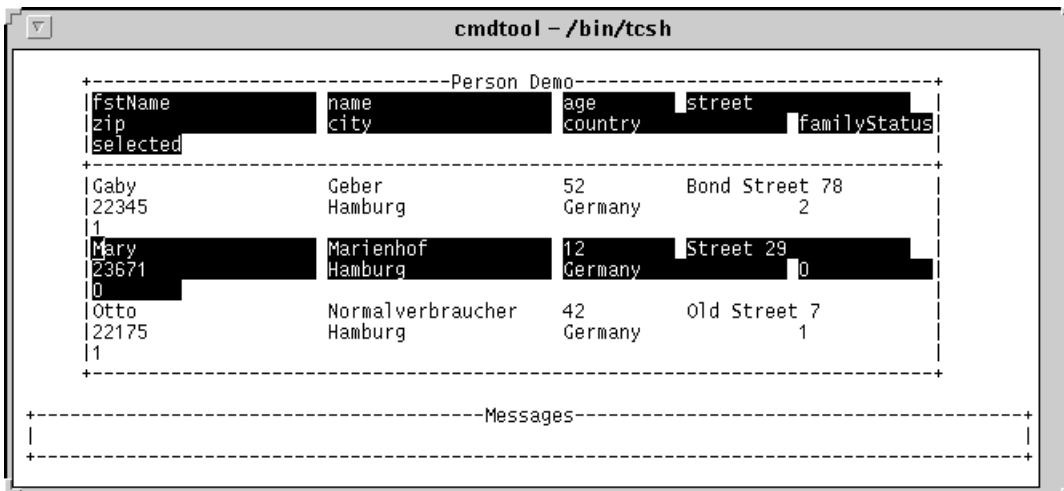 cmdtool – /bin/tcsh
Person Demo
fstName name age street
zip city country familyStatus
selected
Gaby Geber 52 Bond Street 78
22345 Hamburg Germany 2
1
Mary Marienhof 12 Street 29
23671 Hamburg Germany 0
0
Otto Normalverbraucher 42 Old Street 7
22175 Hamburg Germany 1
1
Messages